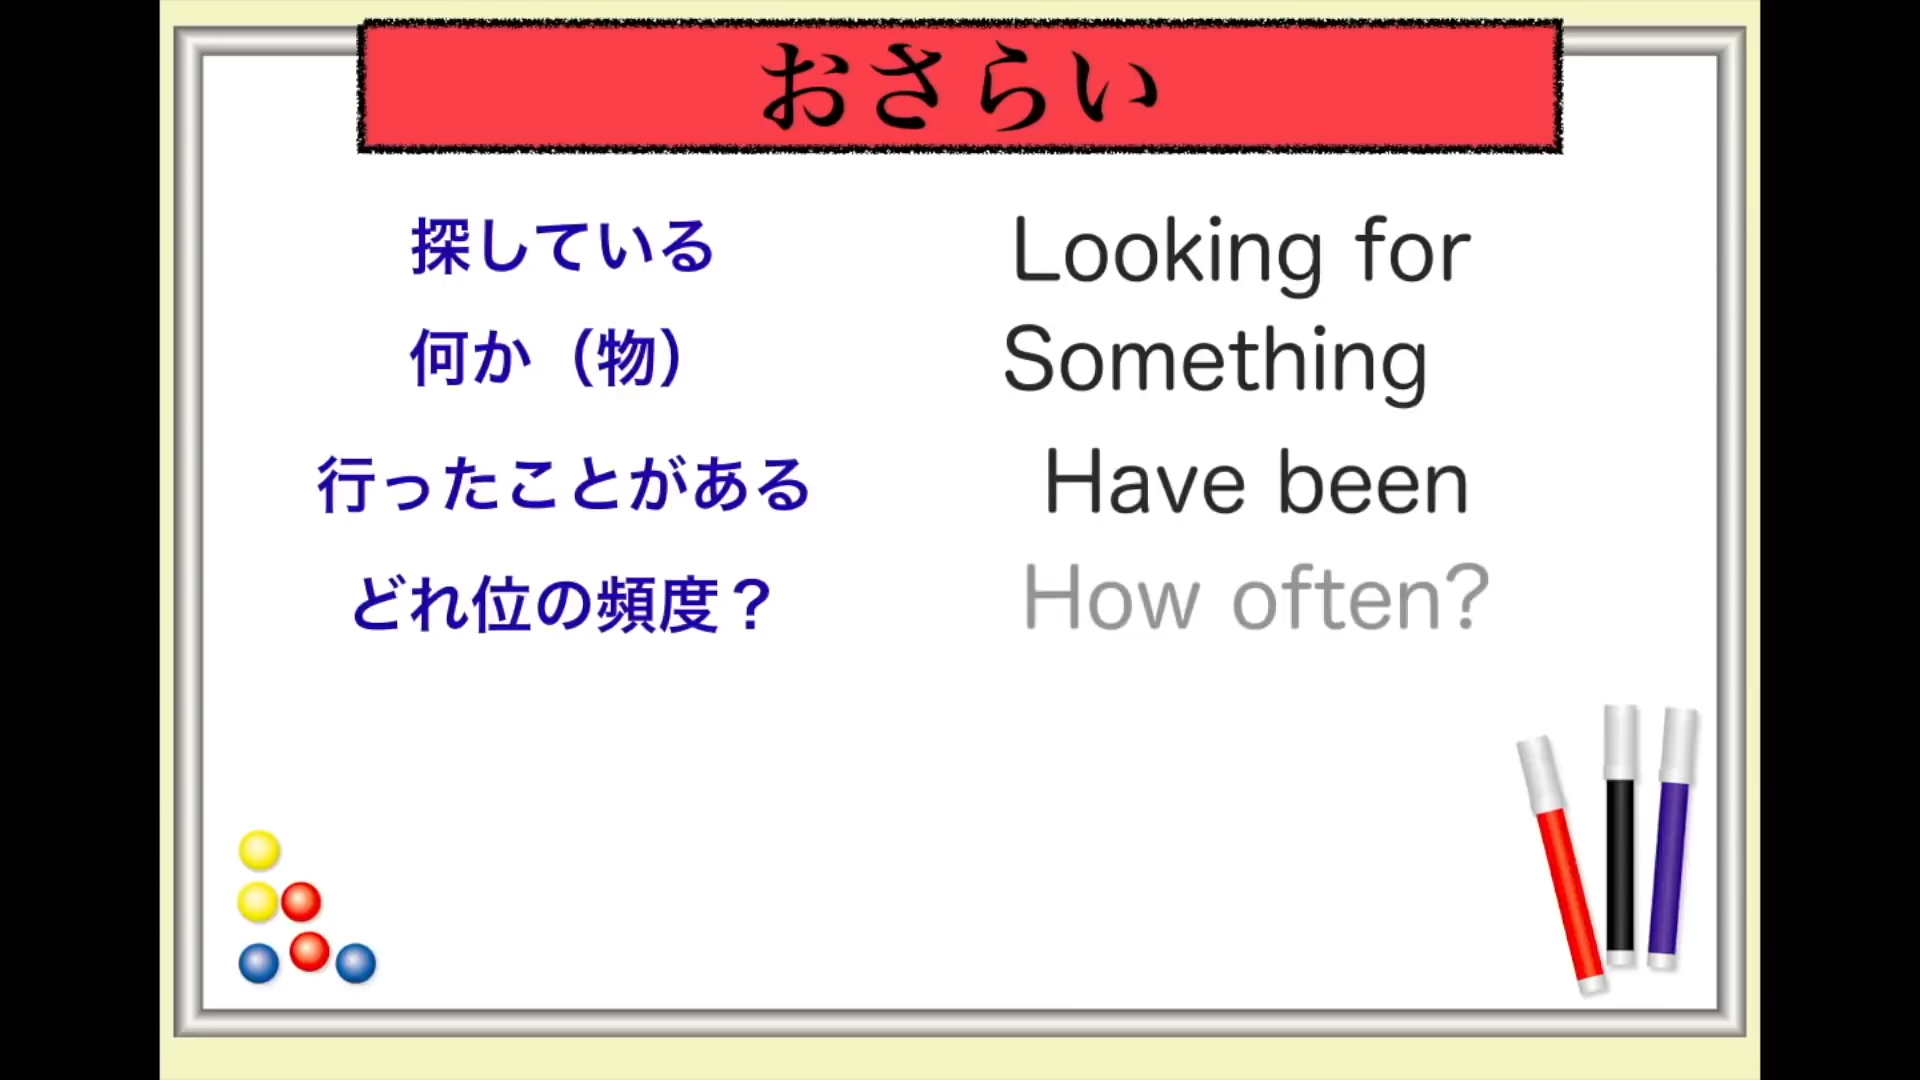 おさらい
探している Looking for
何か（物） Something
行ったことがある Have been
どれ位の頻度？ How often?